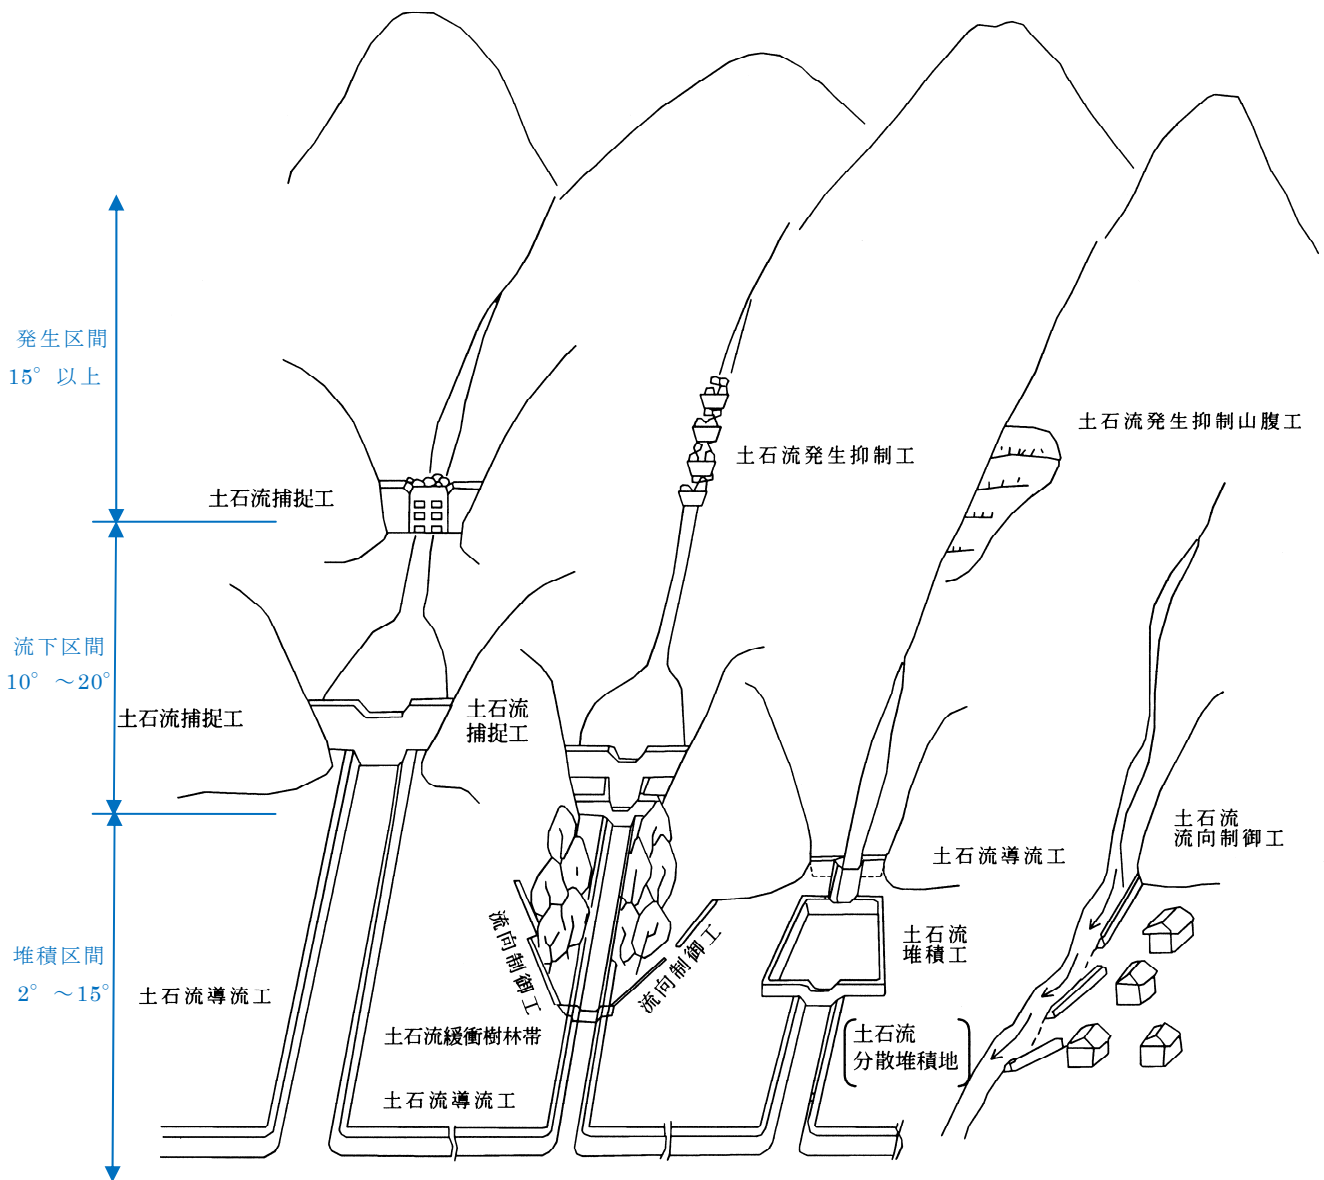 発生区間
15° 以上
土石流発生抑制山腹工
土石流発生抑制工
土石流捕捉工
流下区間
10° ～20°
土石流捕捉工
土石流
捕捉工
土石流
流向制御工
土石流導流工
流向制御工
流向制御工
土石流
堆積工
堆積区間
2° ～15°
土石流導流工
土石流緩衝樹林帯
土石流
分散堆積地
土石流導流工